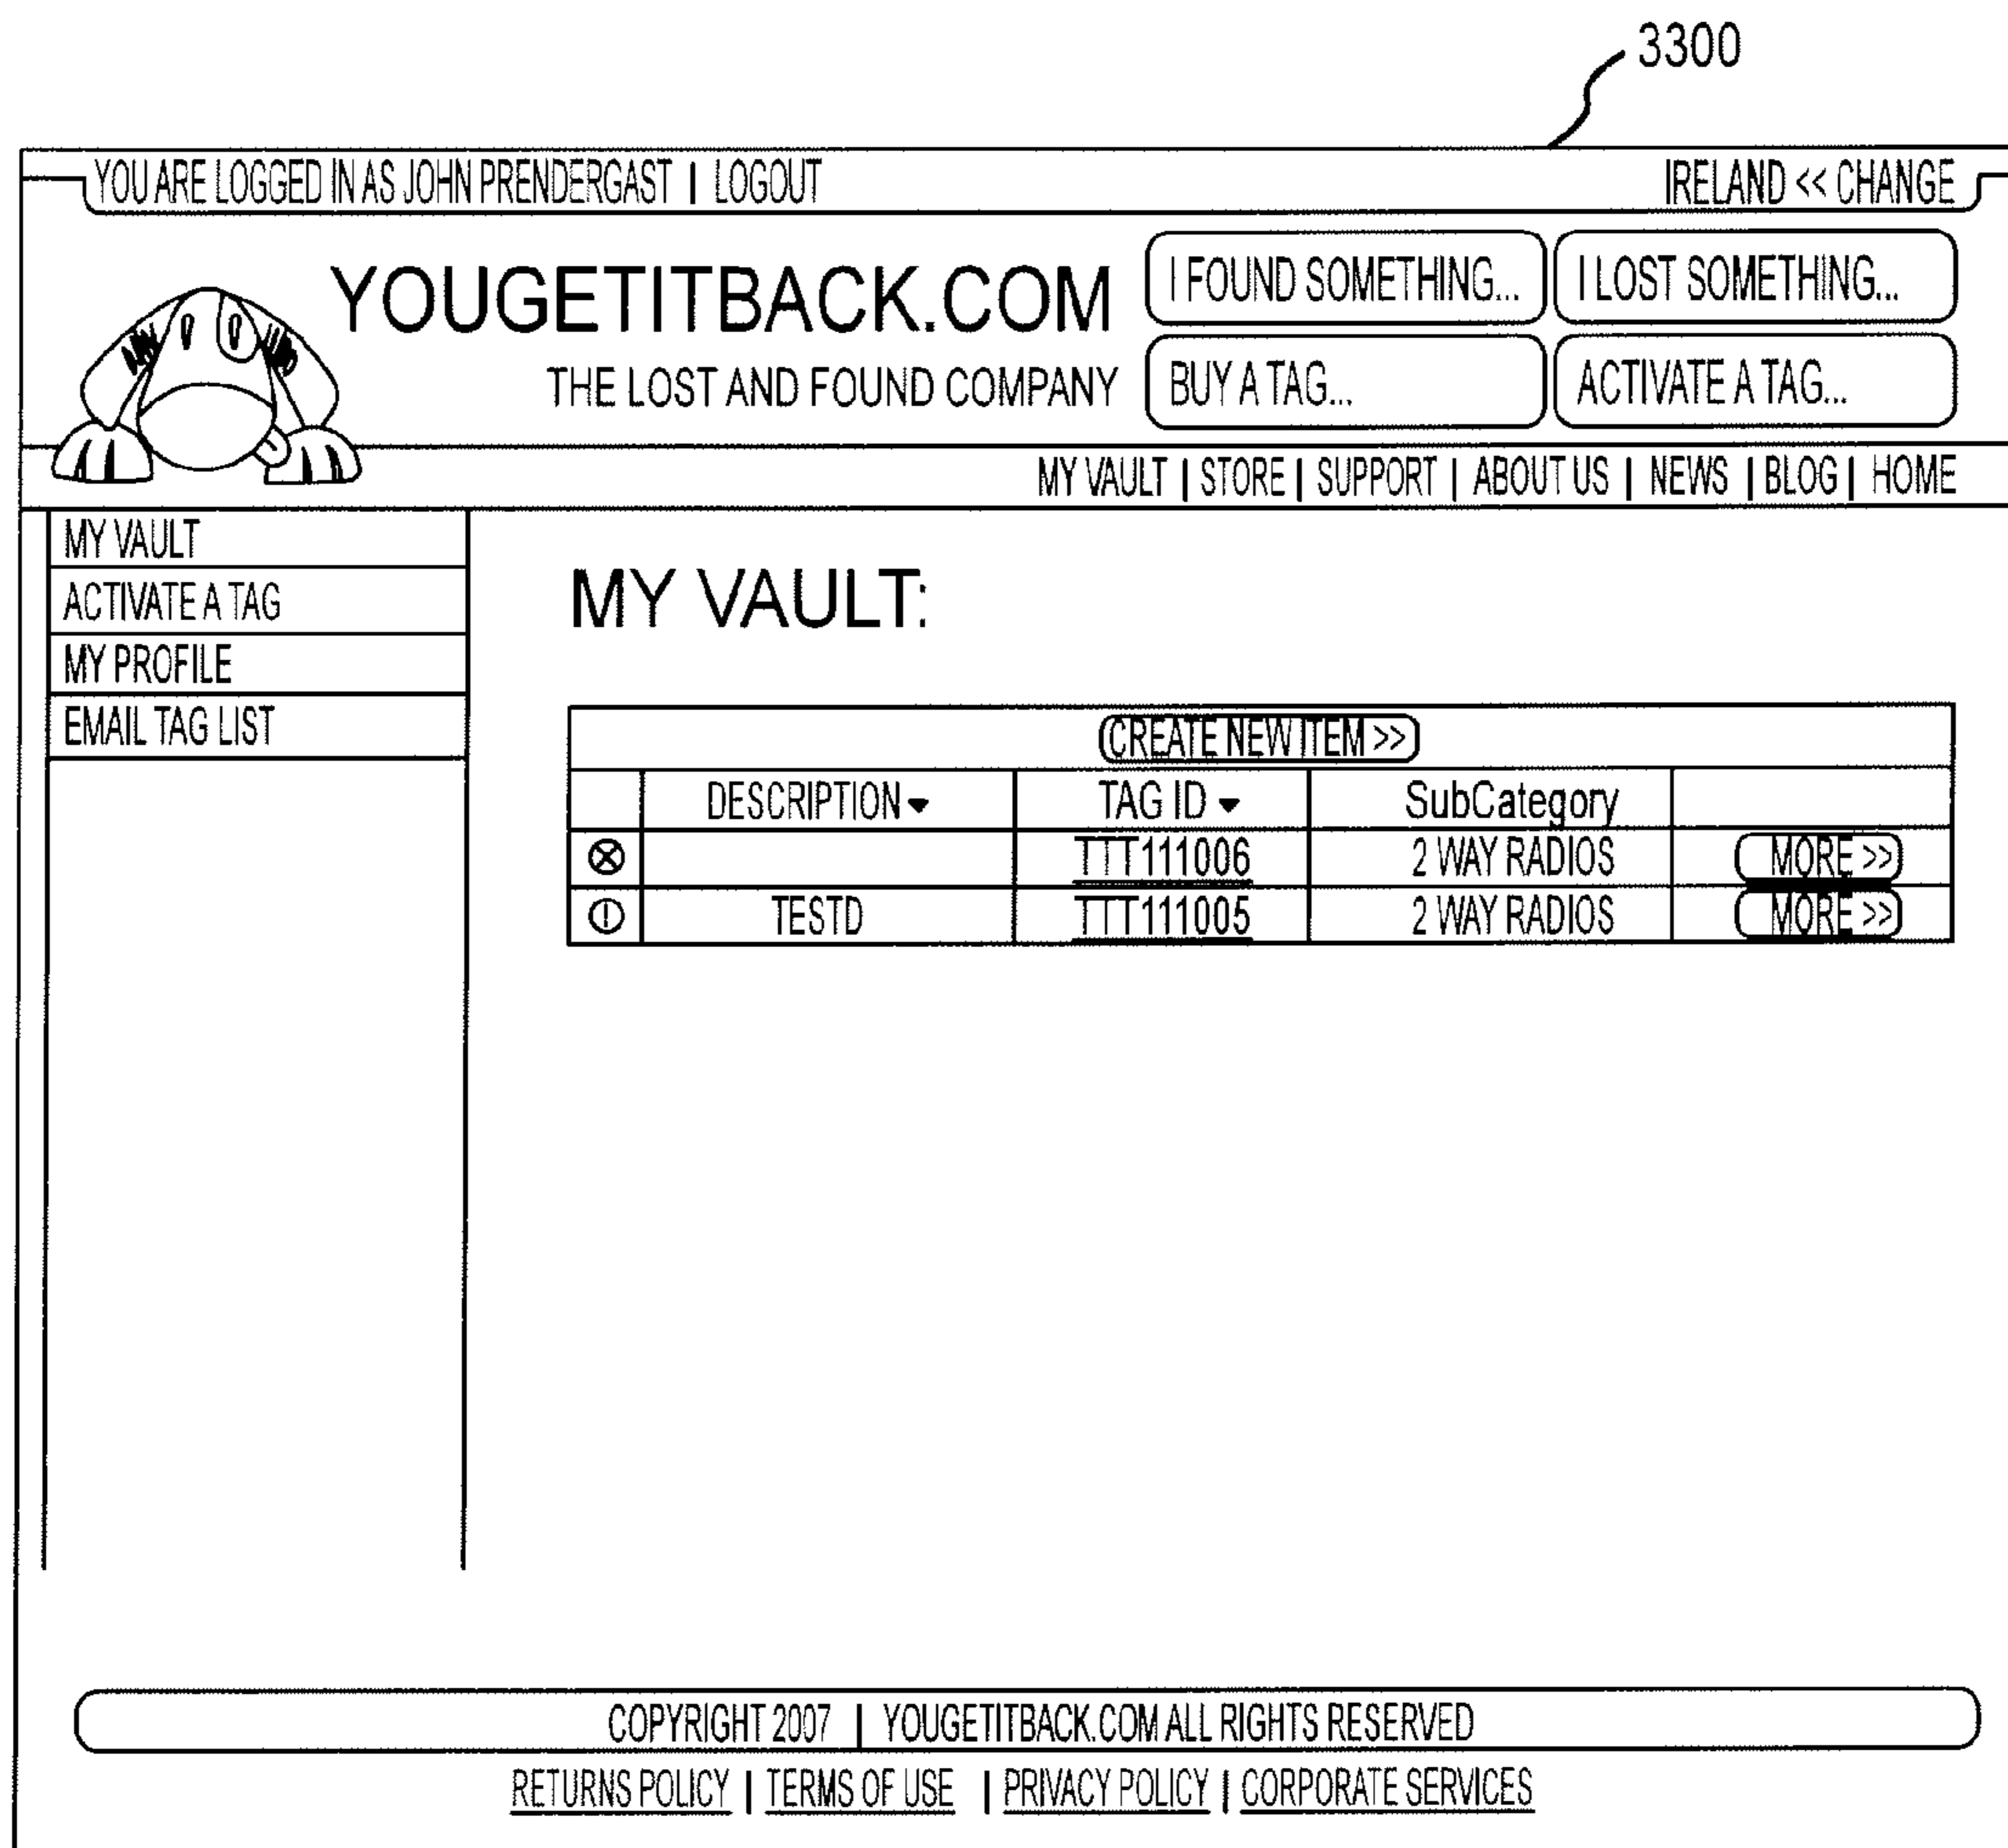 3300
YOU ARE LOGGED IN AS JOHN PRENDERGAST | LOGOUT
IRELAND << CHANGE
YOUGETITBACK.COM
THE LOST AND FOUND COMPANY
I FOUND SOMETHING...
I LOST SOMETHING...
BUY A TAG...
ACTIVATE A TAG...
MY VAULT | STORE | SUPPORT | ABOUT US | NEWS | BLOG | HOME
MY VAULT
ACTIVATE A TAG
MY PROFILE
EMAIL TAG LIST
MY VAULT:
CREATE NEW ITEM >>
DESCRIPTION TAG ID SubCategory
TTT111006 2 WAY RADIOS MORE >>
TESTD TTT111005 2 WAY RADIOS MORE >>
COPYRIGHT 2007 | YOUGETITBACK.COM ALL RIGHTS RESERVED
RETURNS POLICY | TERMS OF USE | PRIVACY POLICY | CORPORATE SERVICES